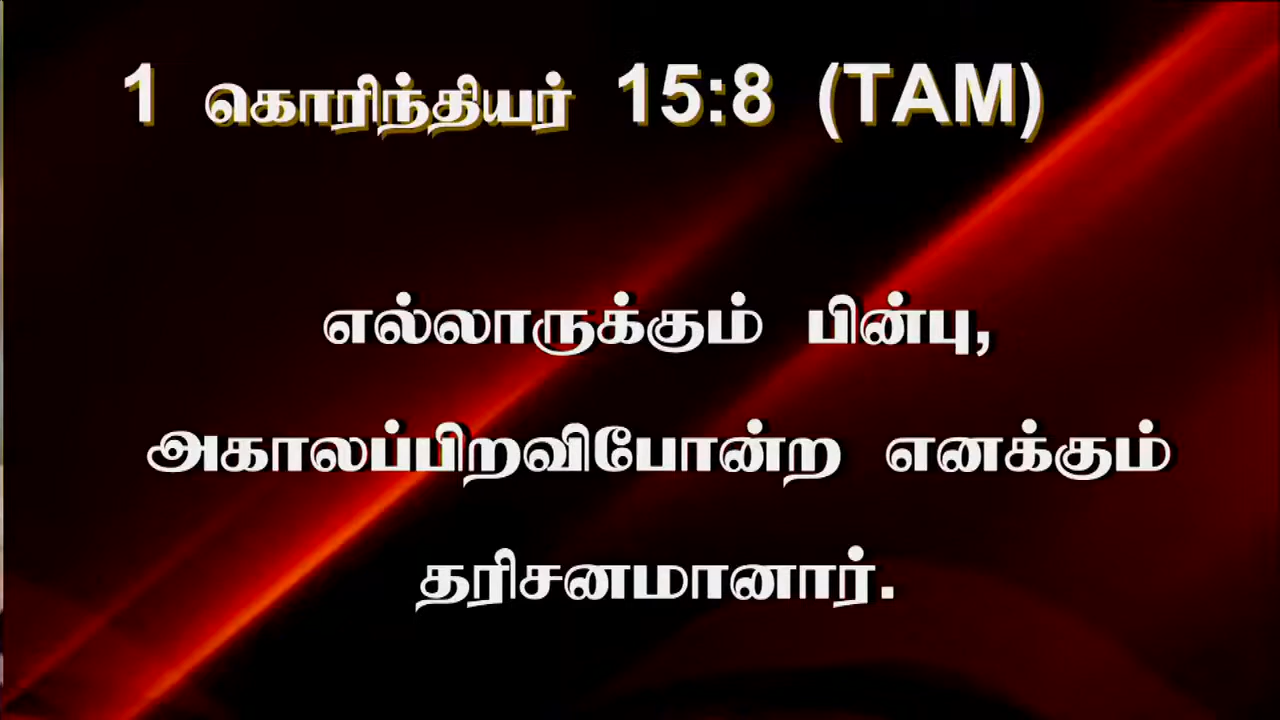 1 கொரிந்தியர் 15:8 (TAM)
எல்லாருக்கும் பின்பு,
அகாலப்பிறவிபோன்ற எனக்கும்
தரிசனமானார்.